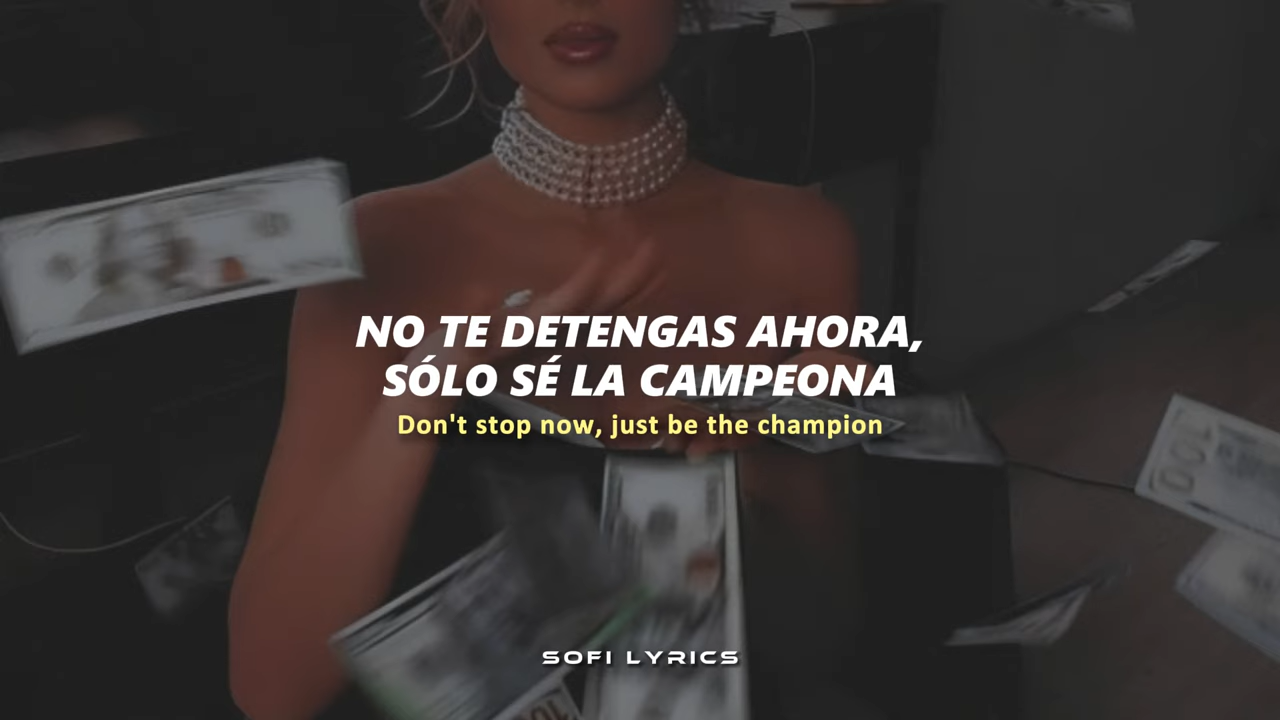 NO TE DETENGAS AHORA,
SÓLO SÉ LA CAMPEONA
Don't stop now, just be the champion
SOFI LYRICS